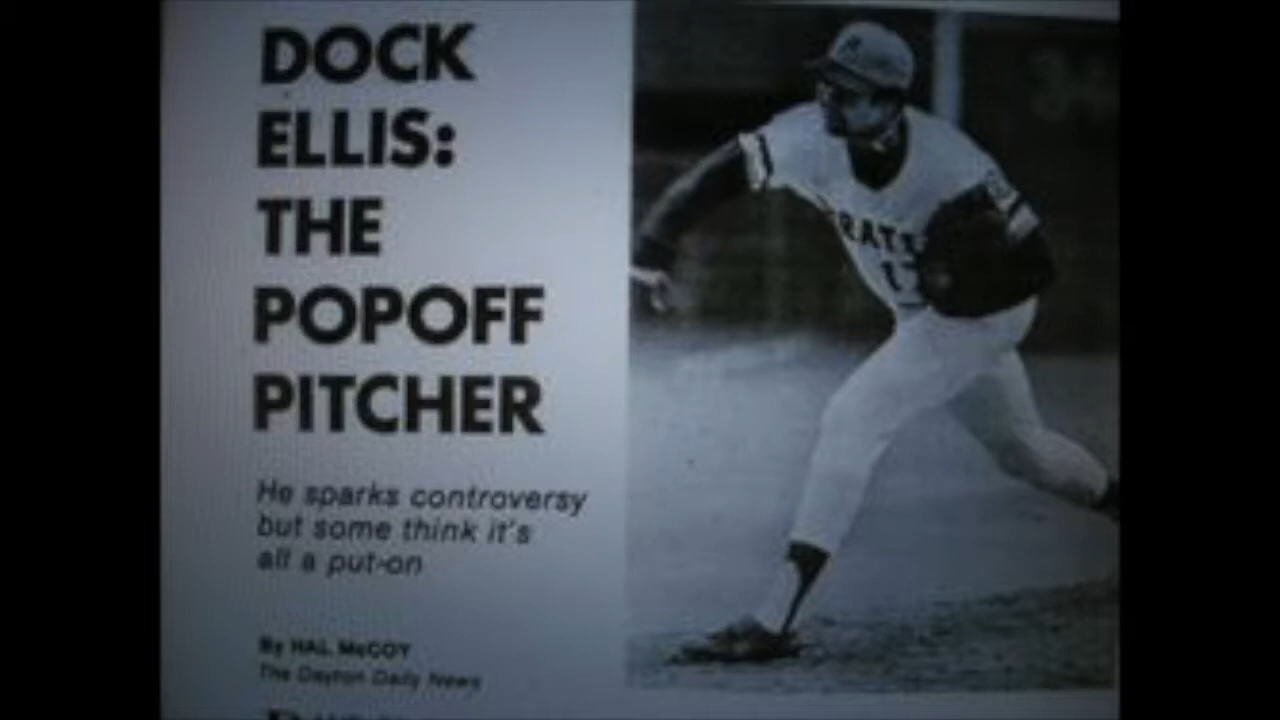 DOCK
ELLIS:
THE
POPOFF
PITCHER
He sparks controversy
but some think it's
all a put-on
By HAL McCOY
The Dayton Daily News